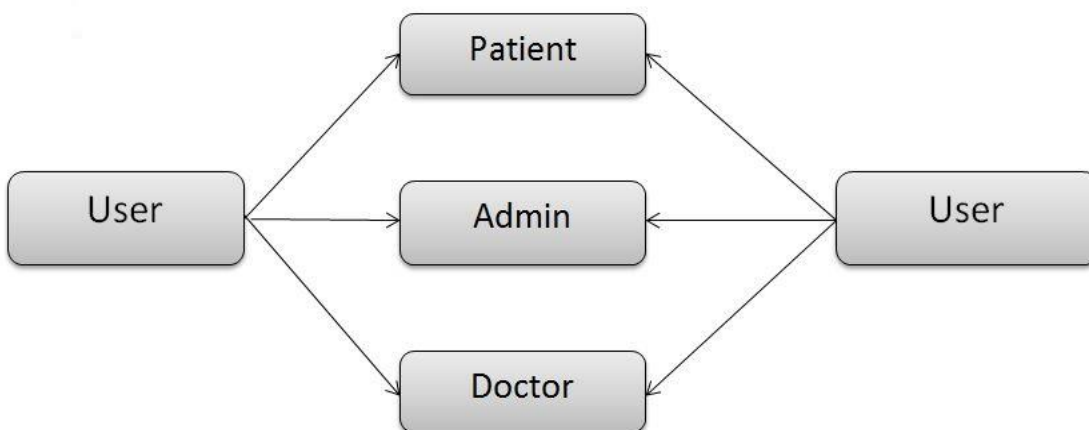 Patient
User
Admin
User
Doctor